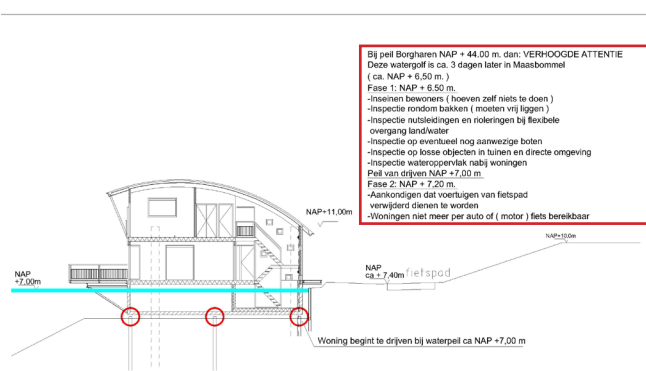 Bij peil Borgharen NAP + 44.00 m. dan: VERHOOGDE ATTENTIE
Deze watergolf is ca. 3 dagen later in Maasbommel
( ca. NAP + 6,50 m. )
Fase 1: NAP + 6.50 m.
-Inseinen bewoners ( hoeven zelf niets te doen )
-Inspectie rondom bakken ( moeten vrij liggen )
-Inspectie nutsleidingen en rioleringen bij flexibele
overgang land/water
-Inspectie op eventueel nog aanwezige boten
-Inspectie op losse objecten in tuinen en directe omgeving
-Inspectie wateroppervlak nabij woningen
Peil van drijven NAP +7,00 m
Fase 2: NAP + 7.20 m.
-Aankondigen dat voertuigen van fietspad
verwijderd dienen te worden
-Woningen niet meer per auto of ( motor ) fiets bereikbaar
NAP+11,00m
NAP+10,0m
NAP
+7,00m
NAP
ca + 7,40m
fietspad
Woning begint te drijven bij waterpeil ca NAP +7,00 m